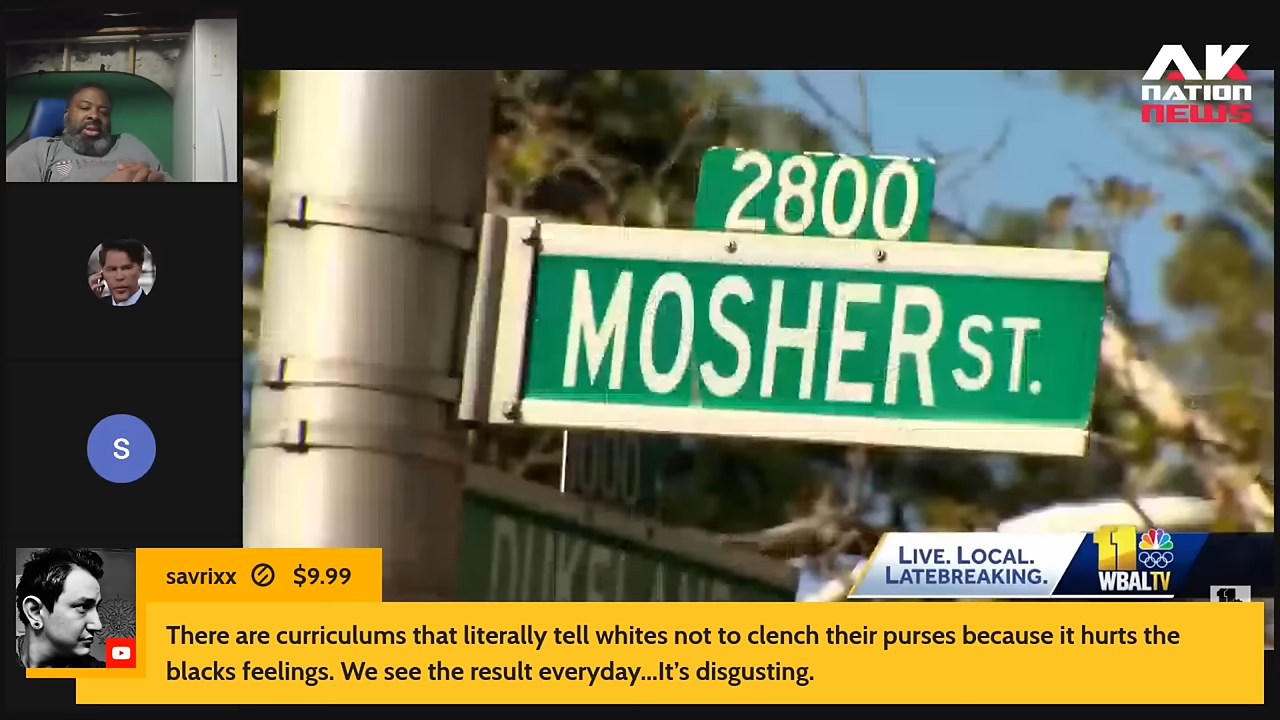 AK
NATION
NEWS
2800
MOSHER ST.
S
LIVE. LOCAL.
LATEBREAKING.
11
WBALTV
savrixx $9.99
There are curriculums that literally tell whites not to clench their purses because it hurts the
blacks feelings. We see the result everyday...It's disgusting.